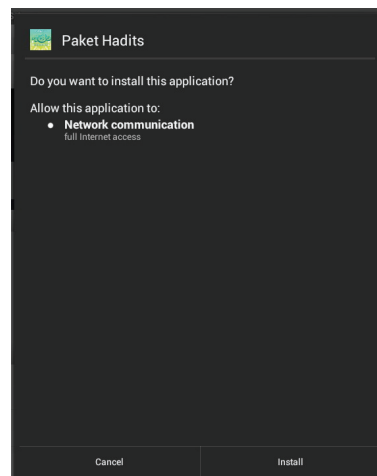 Paket Hadits
Do you want to install this application?
Allow this application to:
Network communication
full Internet access
Cancel
Install